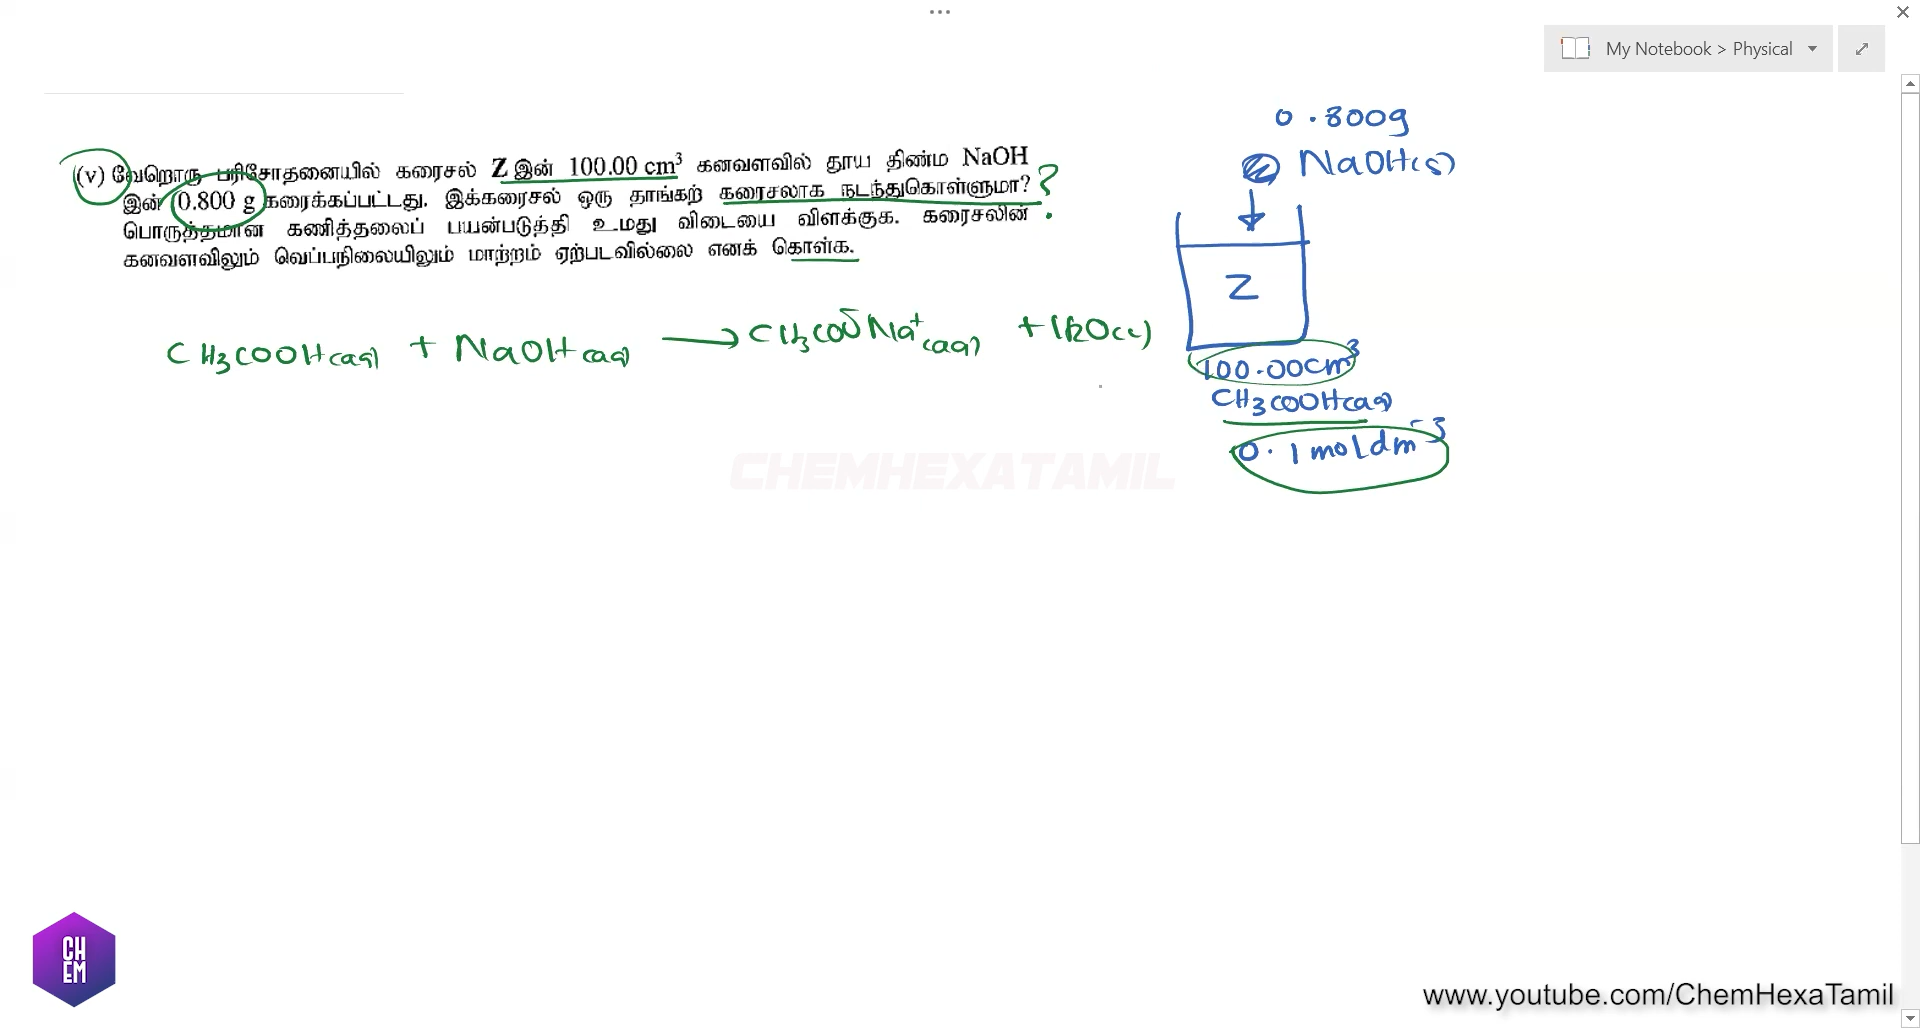 My Notebook > Physical
(v) வேறொரு பரிசோதனையில் கரைசல் Z இன் 100.00 cm³ கனவளவில் தூய திண்ம NaOH
இன் 0.800 g கரைக்கப்பட்டது. இக்கரைசல் ஒரு தாங்கற் கரைசலாக நடந்துகொள்ளுமா? ?
பொருத்தமான கணித்தலைப் பயன்படுத்தி உமது விடையை விளக்குக. கரைசலின்
கனவளவிலும் வெப்பநிலையிலும் மாற்றம் ஏற்படவில்லை எனக் கொள்க.
0.800g
NaOH(s)
Z
100.00cm³
CH₃COOH(aq)
0.1 moldm⁻³
CH₃COOH(aq) + NaOH(aq) ⟶ CH₃COO⁻Na⁺(aq) + H₂O(l)
CHEMHEXATAMIL
CH
EM
www.youtube.com/ChemHexaTamil